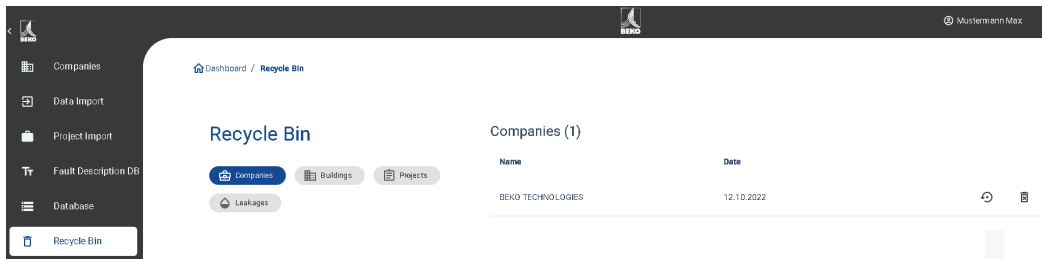 BEKO
BEKO
Mustermann Max
Companies
Data Import
Project Import
Fault Description DB
Database
Recycle Bin
Dashboard / Recycle Bin
Recycle Bin
Companies
Buildings
Projects
Leakages
Companies (1)
Name Date
BEKO TECHNOLOGIES 12.10.2022